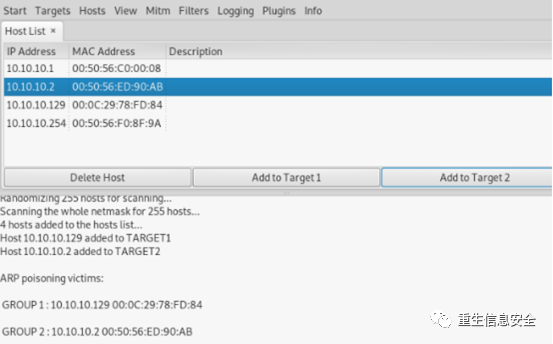 Start Targets Hosts View Mitm Filters Logging Plugins Info
Host List ×
IP Address MAC Address Description
10.10.10.1 00:50:56:C0:00:08
10.10.10.2 00:50:56:ED:90:AB
10.10.10.129 00:0C:29:78:FD:84
10.10.10.254 00:50:56:F0:8F:9A
Delete Host Add to Target 1 Add to Target 2
Randomizing 255 hosts for scanning...
Scanning the whole netmask for 255 hosts...
4 hosts added to the hosts list...
Host 10.10.10.129 added to TARGET1
Host 10.10.10.2 added to TARGET2
ARP poisoning victims:
GROUP 1 : 10.10.10.129 00:0C:29:78:FD:84
GROUP 2 : 10.10.10.2 00:50:56:ED:90:AB
重生信息安全